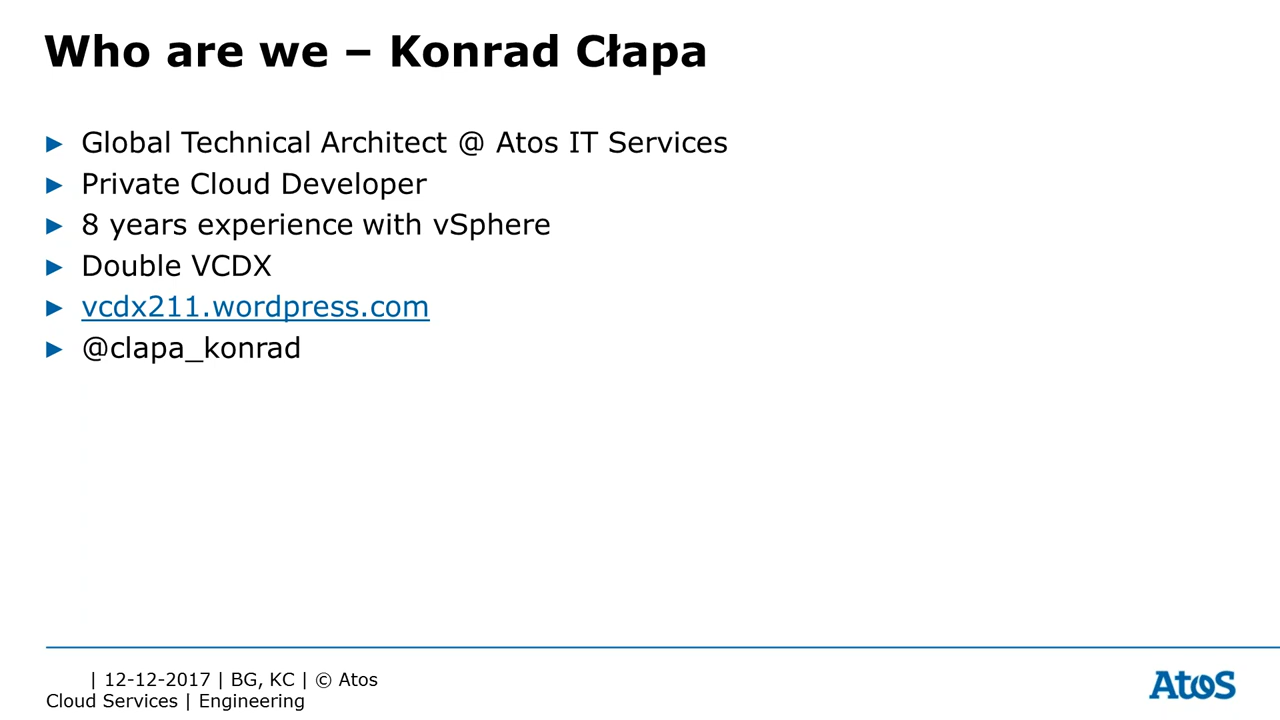 Who are we – Konrad Cłapa
► Global Technical Architect @ Atos IT Services
► Private Cloud Developer
► 8 years experience with vSphere
► Double VCDX
► vcdx211.wordpress.com
► @clapa_konrad
| 12-12-2017 | BG, KC | © Atos
Cloud Services | Engineering
Atos